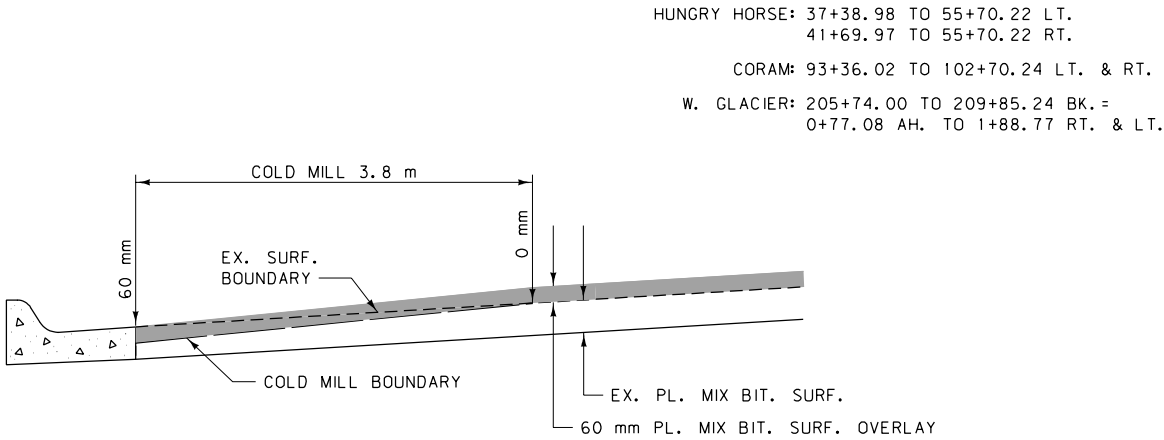 HUNGRY HORSE: 37+38.98 TO 55+70.22 LT.
41+69.97 TO 55+70.22 RT.
CORAM: 93+36.02 TO 102+70.24 LT. & RT.
W. GLACIER: 205+74.00 TO 209+85.24 BK.=
0+77.08 AH. TO 1+88.77 RT. & LT.
COLD MILL 3.8 m
60 mm
0 mm
EX. SURF.
BOUNDARY
COLD MILL BOUNDARY
EX. PL. MIX BIT. SURF.
60 mm PL. MIX BIT. SURF. OVERLAY